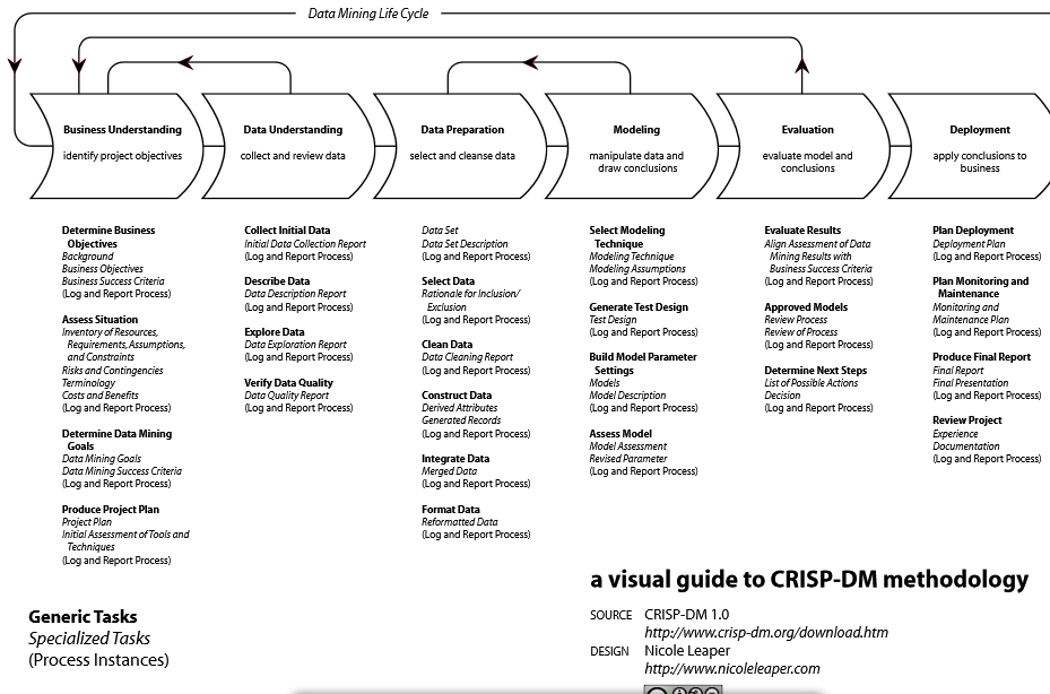 Data Mining Life Cycle
Business Understanding
identify project objectives
Data Understanding
collect and review data
Data Preparation
select and cleanse data
Modeling
manipulate data and
draw conclusions
Evaluation
evaluate model and
conclusions
Deployment
apply conclusions to
business
Determine Business
Objectives
Background
Business Objectives
Business Success Criteria
(Log and Report Process)
Assess Situation
Inventory of Resources,
Requirements, Assumptions,
and Constraints
Risks and Contingencies
Terminology
Costs and Benefits
(Log and Report Process)
Determine Data Mining
Goals
Data Mining Goals
Data Mining Success Criteria
(Log and Report Process)
Produce Project Plan
Project Plan
Initial Assessment of Tools and
Techniques
(Log and Report Process)
Collect Initial Data
Initial Data Collection Report
(Log and Report Process)
Describe Data
Data Description Report
(Log and Report Process)
Explore Data
Data Exploration Report
(Log and Report Process)
Verify Data Quality
Data Quality Report
(Log and Report Process)
Data Set
Data Set Description
(Log and Report Process)
Select Data
Rationale for Inclusion/
Exclusion
(Log and Report Process)
Clean Data
Data Cleaning Report
(Log and Report Process)
Construct Data
Derived Attributes
Generated Records
(Log and Report Process)
Integrate Data
Merged Data
(Log and Report Process)
Format Data
Reformatted Data
(Log and Report Process)
Select Modeling
Technique
Modeling Technique
Modeling Assumptions
(Log and Report Process)
Generate Test Design
Test Design
(Log and Report Process)
Build Model Parameter
Settings
Models
Model Description
(Log and Report Process)
Assess Model
Model Assessment
Revised Parameter
(Log and Report Process)
Evaluate Results
Align Assessment of Data
Mining Results with
Business Success Criteria
(Log and Report Process)
Approved Models
Review Process
Review of Process
(Log and Report Process)
Determine Next Steps
List of Possible Actions
Decision
(Log and Report Process)
Plan Deployment
Deployment Plan
(Log and Report Process)
Plan Monitoring and
Maintenance
Monitoring and
Maintenance Plan
(Log and Report Process)
Produce Final Report
Final Report
Final Presentation
(Log and Report Process)
Review Project
Experience
Documentation
(Log and Report Process)
Generic Tasks
Specialized Tasks
(Process Instances)
a visual guide to CRISP-DM methodology
SOURCE CRISP-DM 1.0
http://www.crisp-dm.org/download.htm
DESIGN Nicole Leaper
http://www.nicoleleaper.com